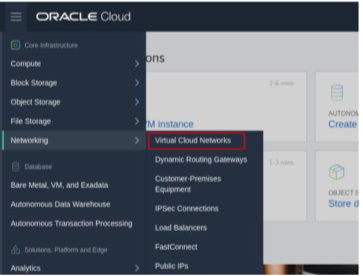 ORACLE Cloud
Core Infrastructure
Compute
Block Storage
Object Storage
File Storage
Networking
Database
Bare Metal, VM, and Exadata
Autonomous Data Warehouse
Autonomous Transaction Processing
Solutions, Platform and Edge
Analytics
Virtual Cloud Networks
Dynamic Routing Gateways
Customer-Premises
Equipment
IPSec Connections
Load Balancers
FastConnect
Public IPs
ons
2-6 mins
M instance
2-3 mins
AUTONOM
Create
OBJECT S
Store d